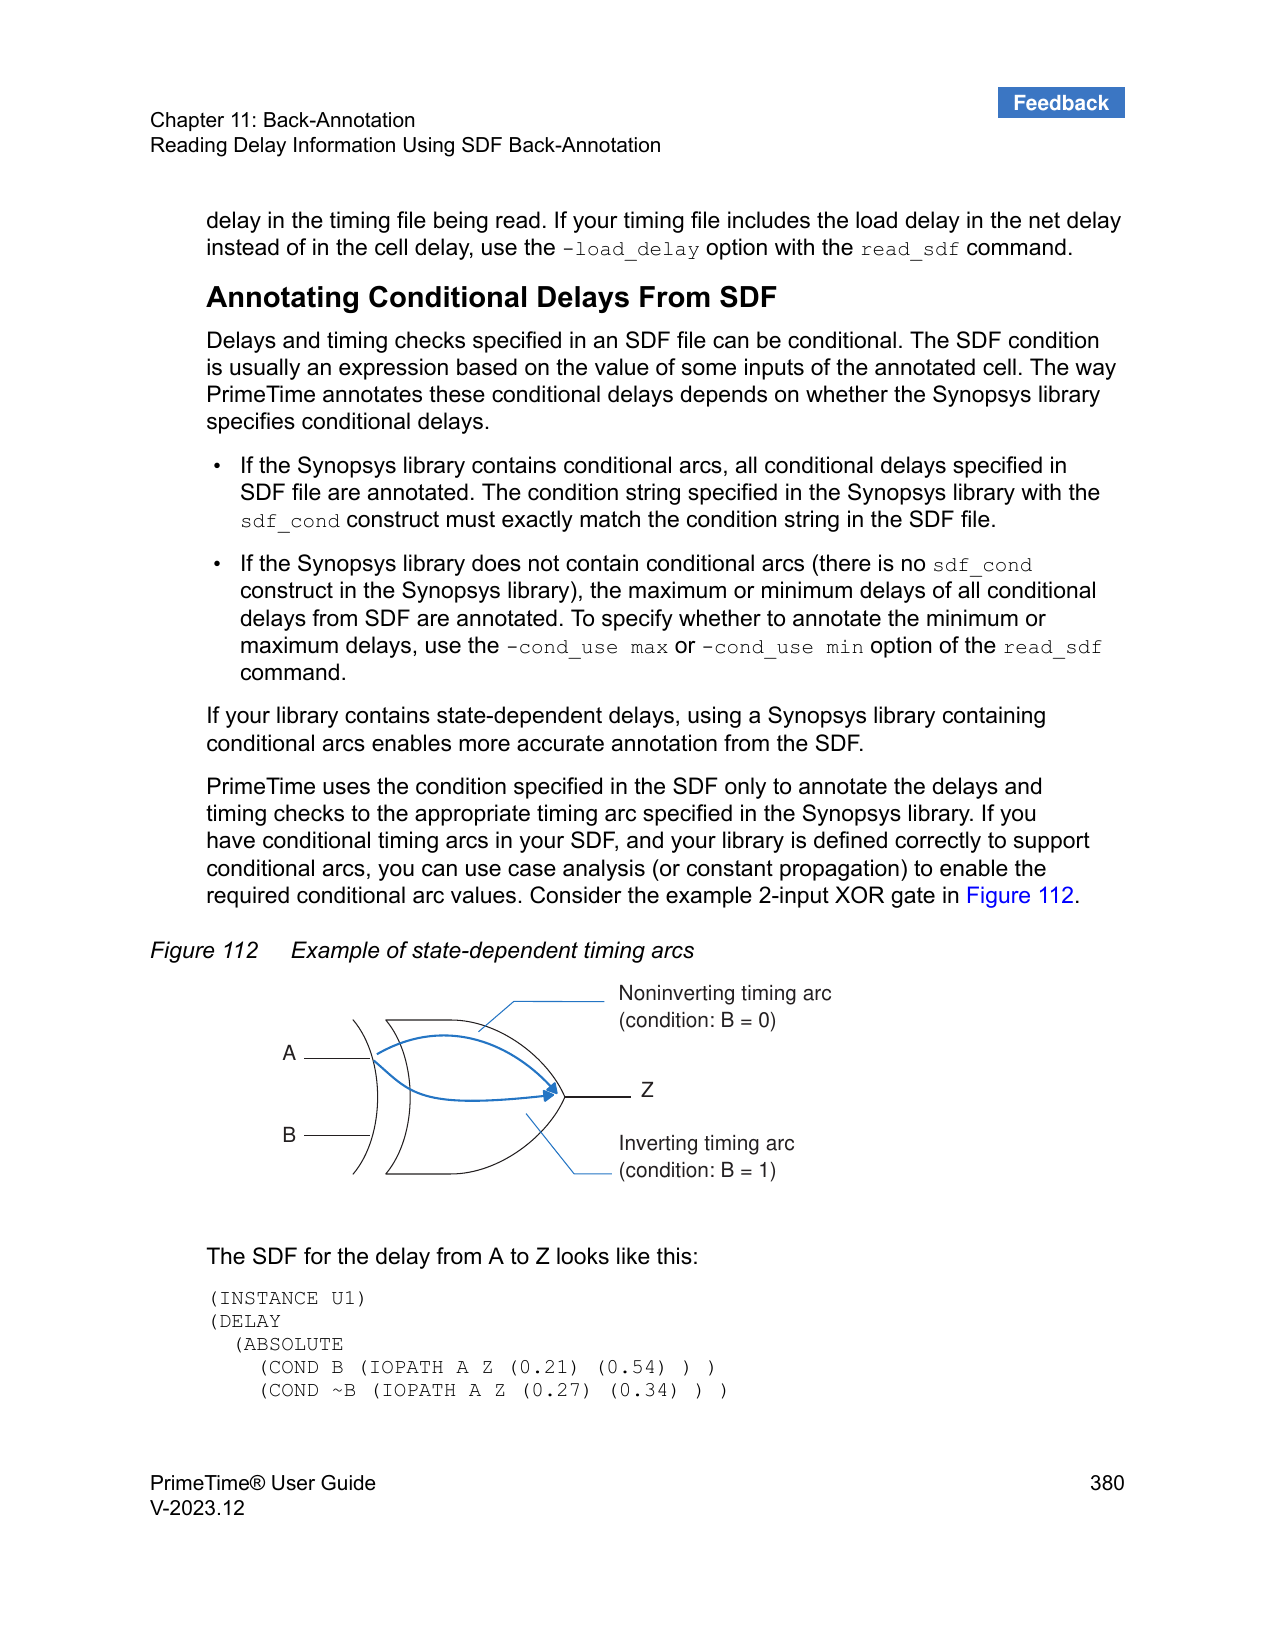 Feedback
Chapter 11: Back-Annotation
Reading Delay Information Using SDF Back-Annotation
delay in the timing file being read. If your timing file includes the load delay in the net delay
instead of in the cell delay, use the -load_delay option with the read_sdf command.
Annotating Conditional Delays From SDF
Delays and timing checks specified in an SDF file can be conditional. The SDF condition
is usually an expression based on the value of some inputs of the annotated cell. The way
PrimeTime annotates these conditional delays depends on whether the Synopsys library
specifies conditional delays.
• If the Synopsys library contains conditional arcs, all conditional delays specified in
SDF file are annotated. The condition string specified in the Synopsys library with the
sdf_cond construct must exactly match the condition string in the SDF file.
• If the Synopsys library does not contain conditional arcs (there is no sdf_cond
construct in the Synopsys library), the maximum or minimum delays of all conditional
delays from SDF are annotated. To specify whether to annotate the minimum or
maximum delays, use the -cond_use max or -cond_use min option of the read_sdf
command.
If your library contains state-dependent delays, using a Synopsys library containing
conditional arcs enables more accurate annotation from the SDF.
PrimeTime uses the condition specified in the SDF only to annotate the delays and
timing checks to the appropriate timing arc specified in the Synopsys library. If you
have conditional timing arcs in your SDF, and your library is defined correctly to support
conditional arcs, you can use case analysis (or constant propagation) to enable the
required conditional arc values. Consider the example 2-input XOR gate in Figure 112.
Figure 112 Example of state-dependent timing arcs
Noninverting timing arc
(condition: B = 0)
A
Z
B
Inverting timing arc
(condition: B = 1)
The SDF for the delay from A to Z looks like this:
(INSTANCE U1)
(DELAY
(ABSOLUTE
(COND B (IOPATH A Z (0.21) (0.54) ) )
(COND ~B (IOPATH A Z (0.27) (0.34) ) )
PrimeTime® User Guide
380
V-2023.12